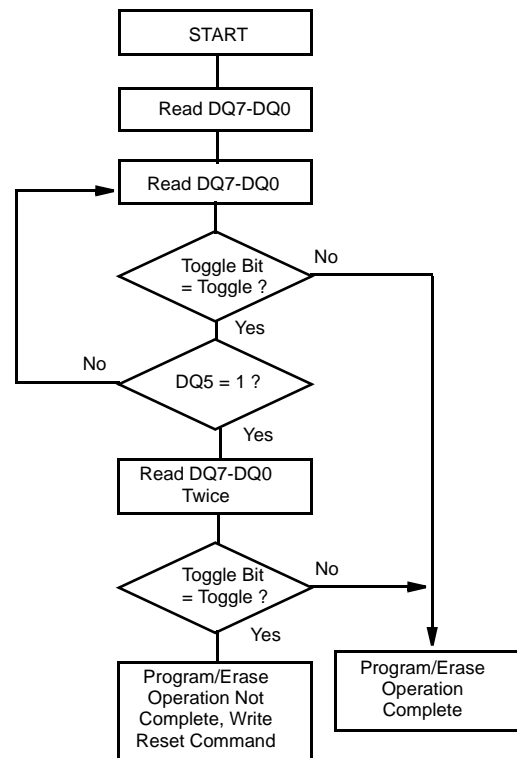 START
Read DQ7-DQ0
Read DQ7-DQ0
Toggle Bit
= Toggle ?
No
Yes
No
DQ5 = 1 ?
Yes
Read DQ7-DQ0
Twice
Toggle Bit
= Toggle ?
No
Yes
Program/Erase
Operation Not
Complete, Write
Reset Command
Program/Erase
Operation
Complete